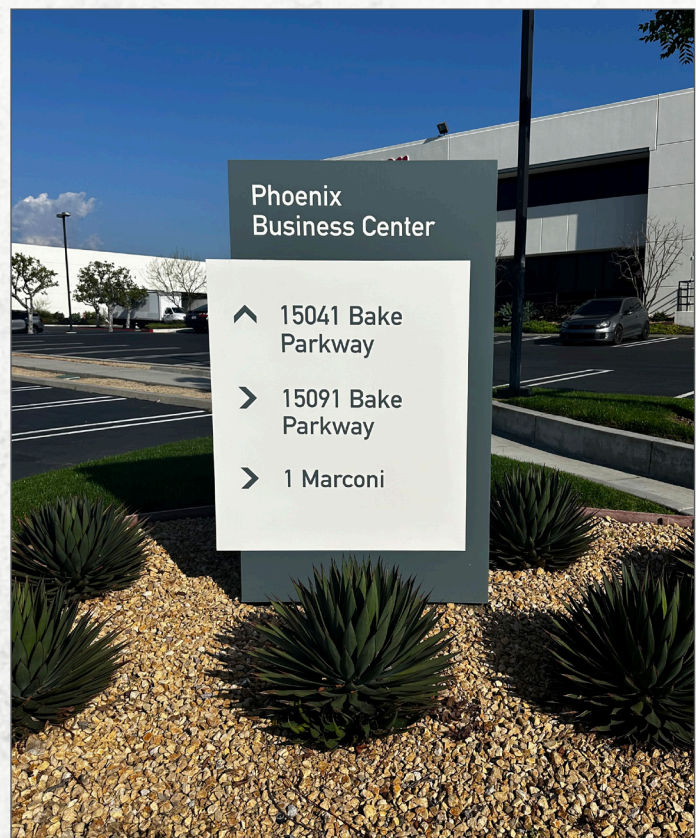 Phoenix
Business Center
15041 Bake
Parkway
15091 Bake
Parkway
1 Marconi